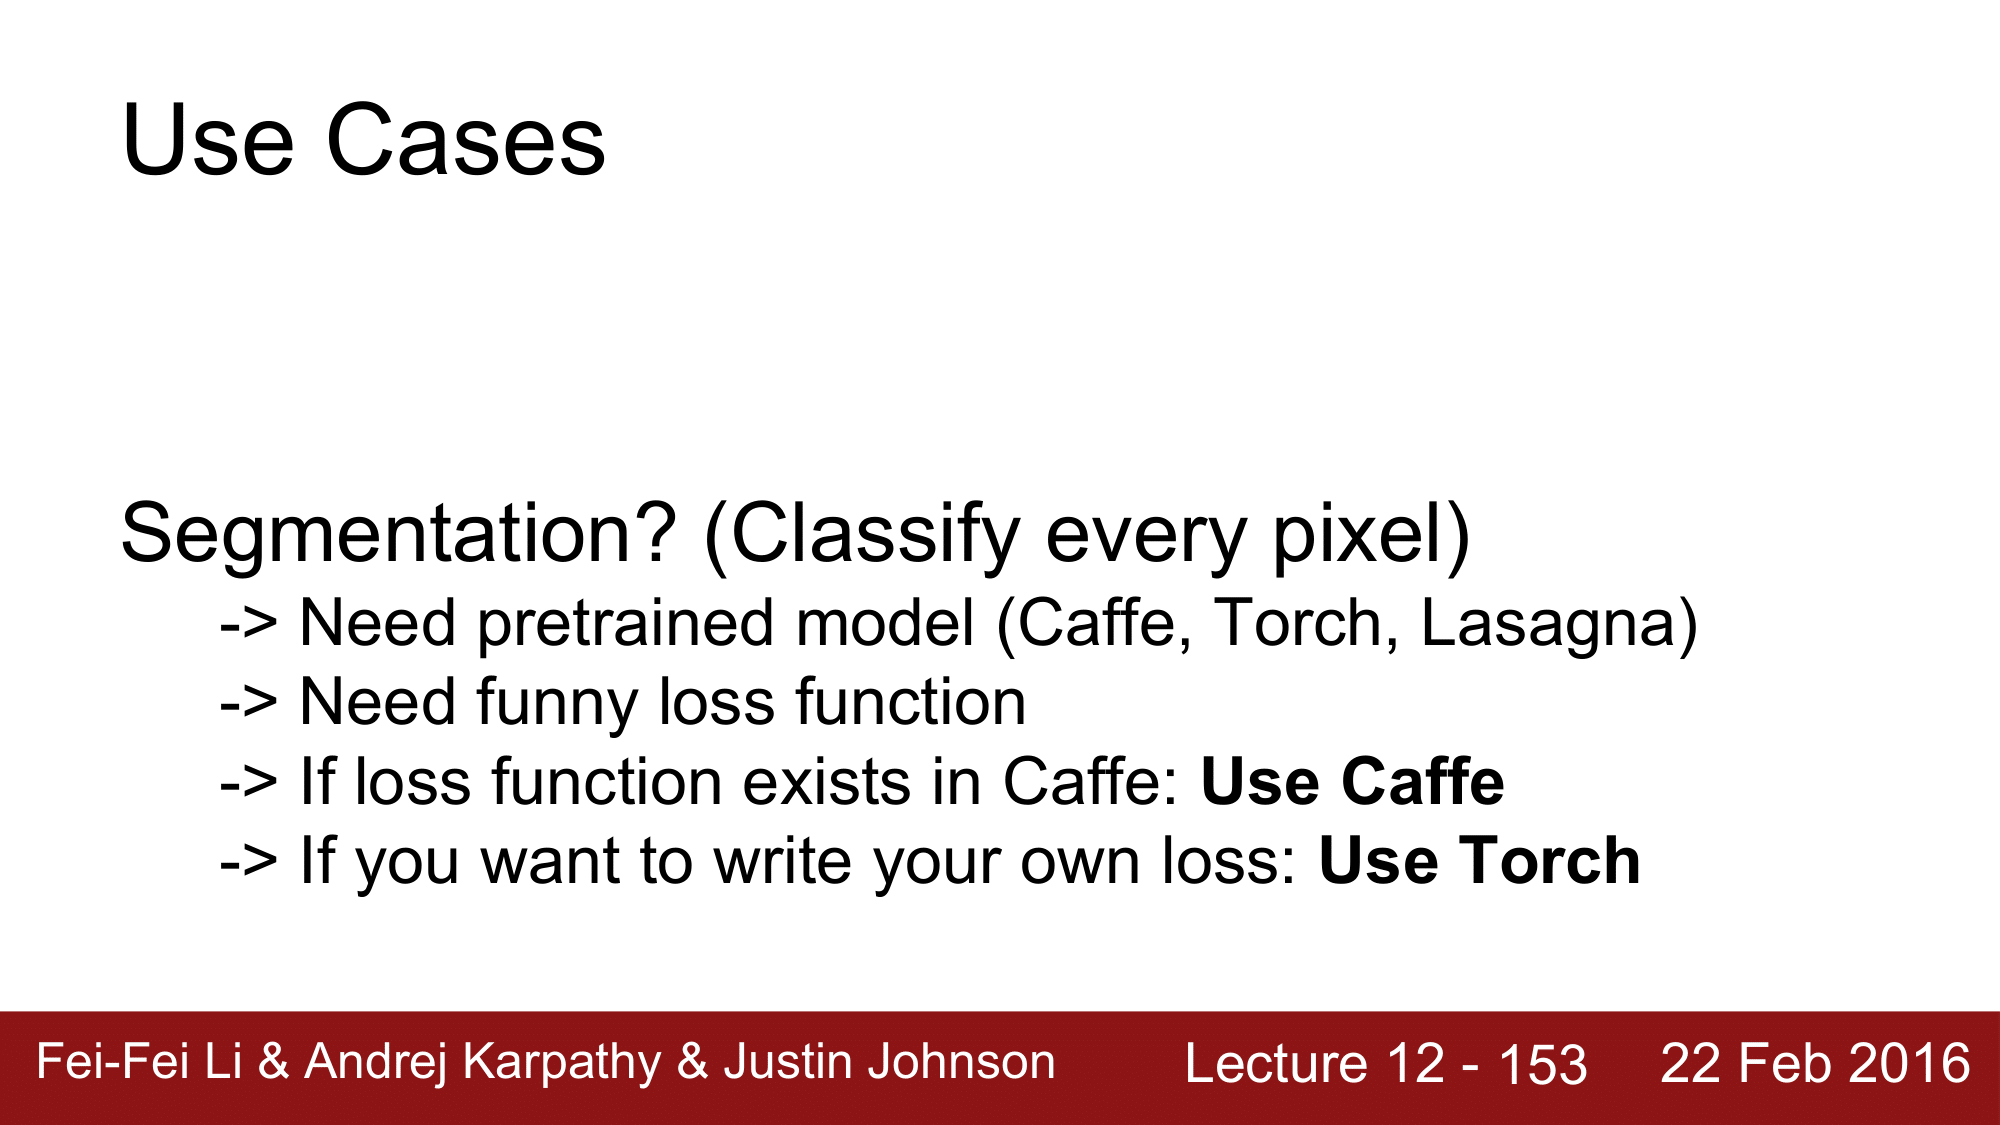 Use Cases
Segmentation? (Classify every pixel)
-> Need pretrained model (Caffe, Torch, Lasagna)
-> Need funny loss function
-> If loss function exists in Caffe: Use Caffe
-> If you want to write your own loss: Use Torch
Fei-Fei Li & Andrej Karpathy & Justin Johnson Lecture 12 - 153 22 Feb 2016